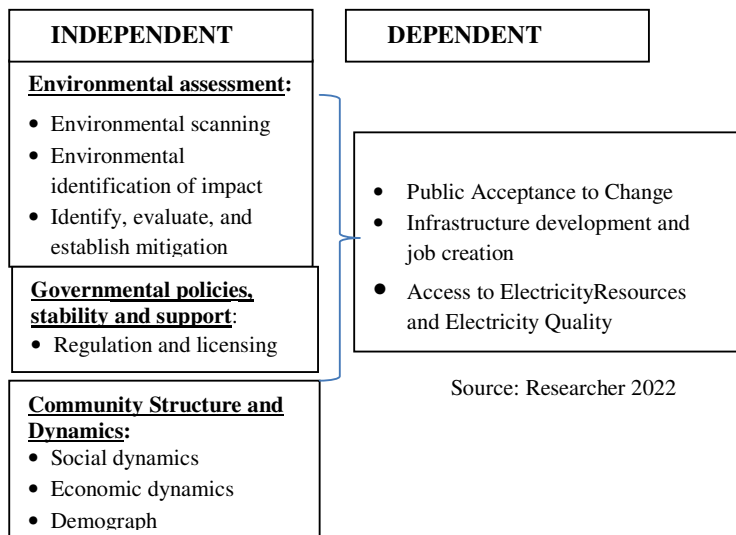 INDEPENDENT
DEPENDENT
Environmental assessment:
• Environmental scanning
• Environmental
identification of impact
• Identify, evaluate, and
establish mitigation
Governmental policies,
stability and support:
• Regulation and licensing
Community Structure and
Dynamics:
• Social dynamics
• Economic dynamics
• Demograph
• Public Acceptance to Change
• Infrastructure development and
job creation
• Access to ElectricityResources
and Electricity Quality
Source: Researcher 2022